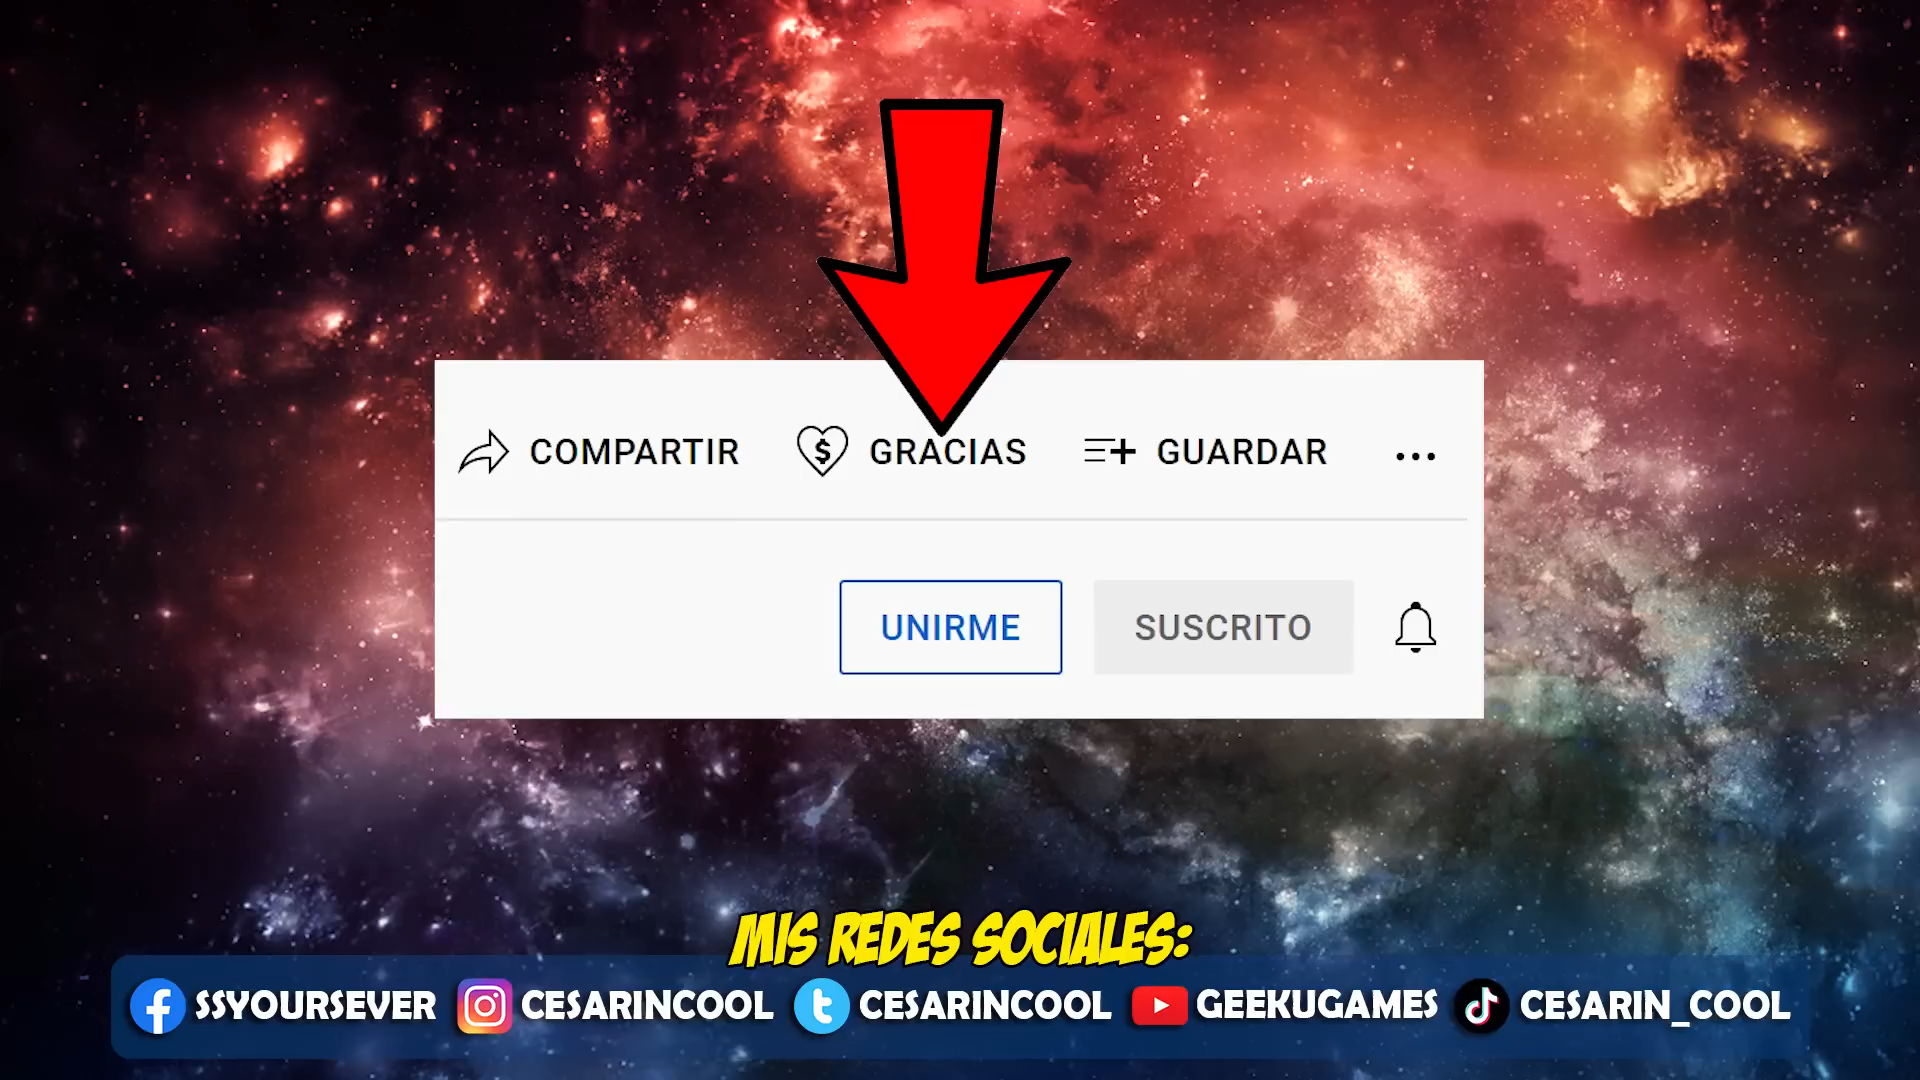 COMPARTIR GRACIAS GUARDAR ...
UNIRME SUSCRITO
MIS REDES SOCIALES:
SSYOURSEVER CESARINCOOL CESARINCOOL GEEKUGAMES CESARIN_COOL